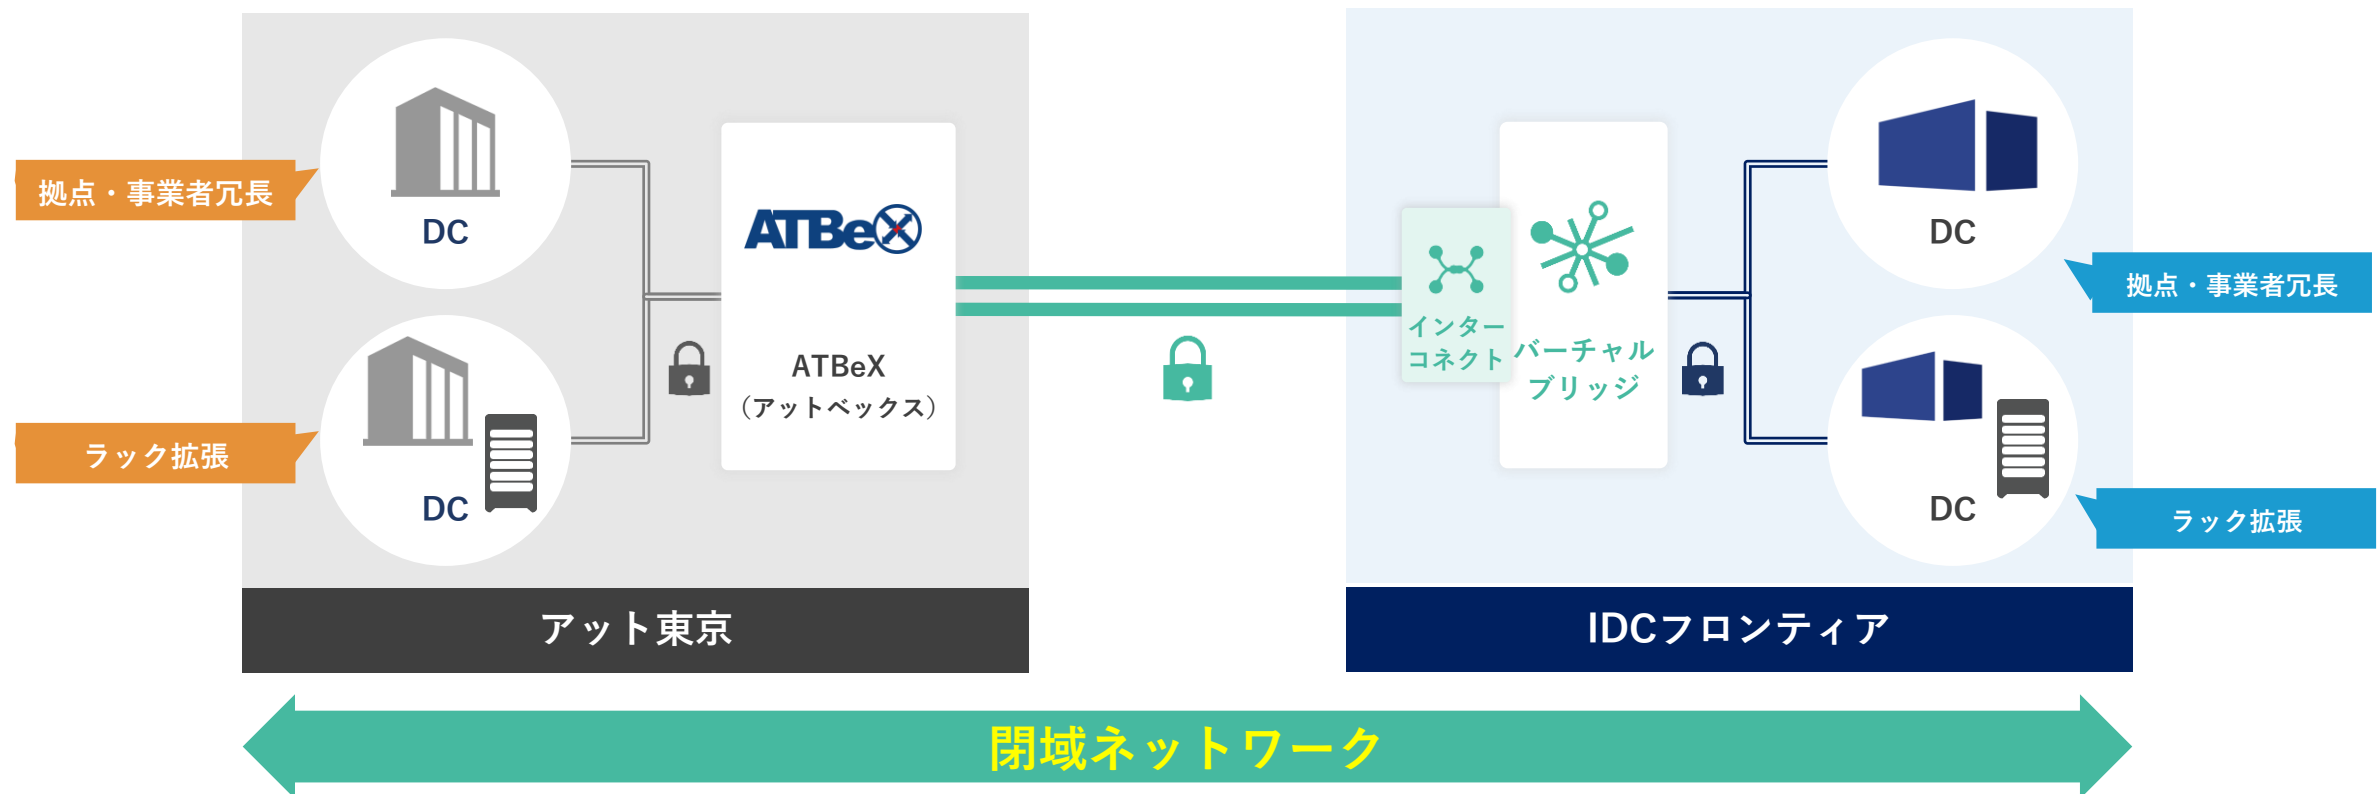 拠点・事業者冗長
DC
ラック拡張
DC
ATBeX
ATBeX
（アットベックス）
アット東京
インター
コネクト
バーチャル
ブリッジ
DC
拠点・事業者冗長
DC
ラック拡張
IDCフロンティア
閉域ネットワーク